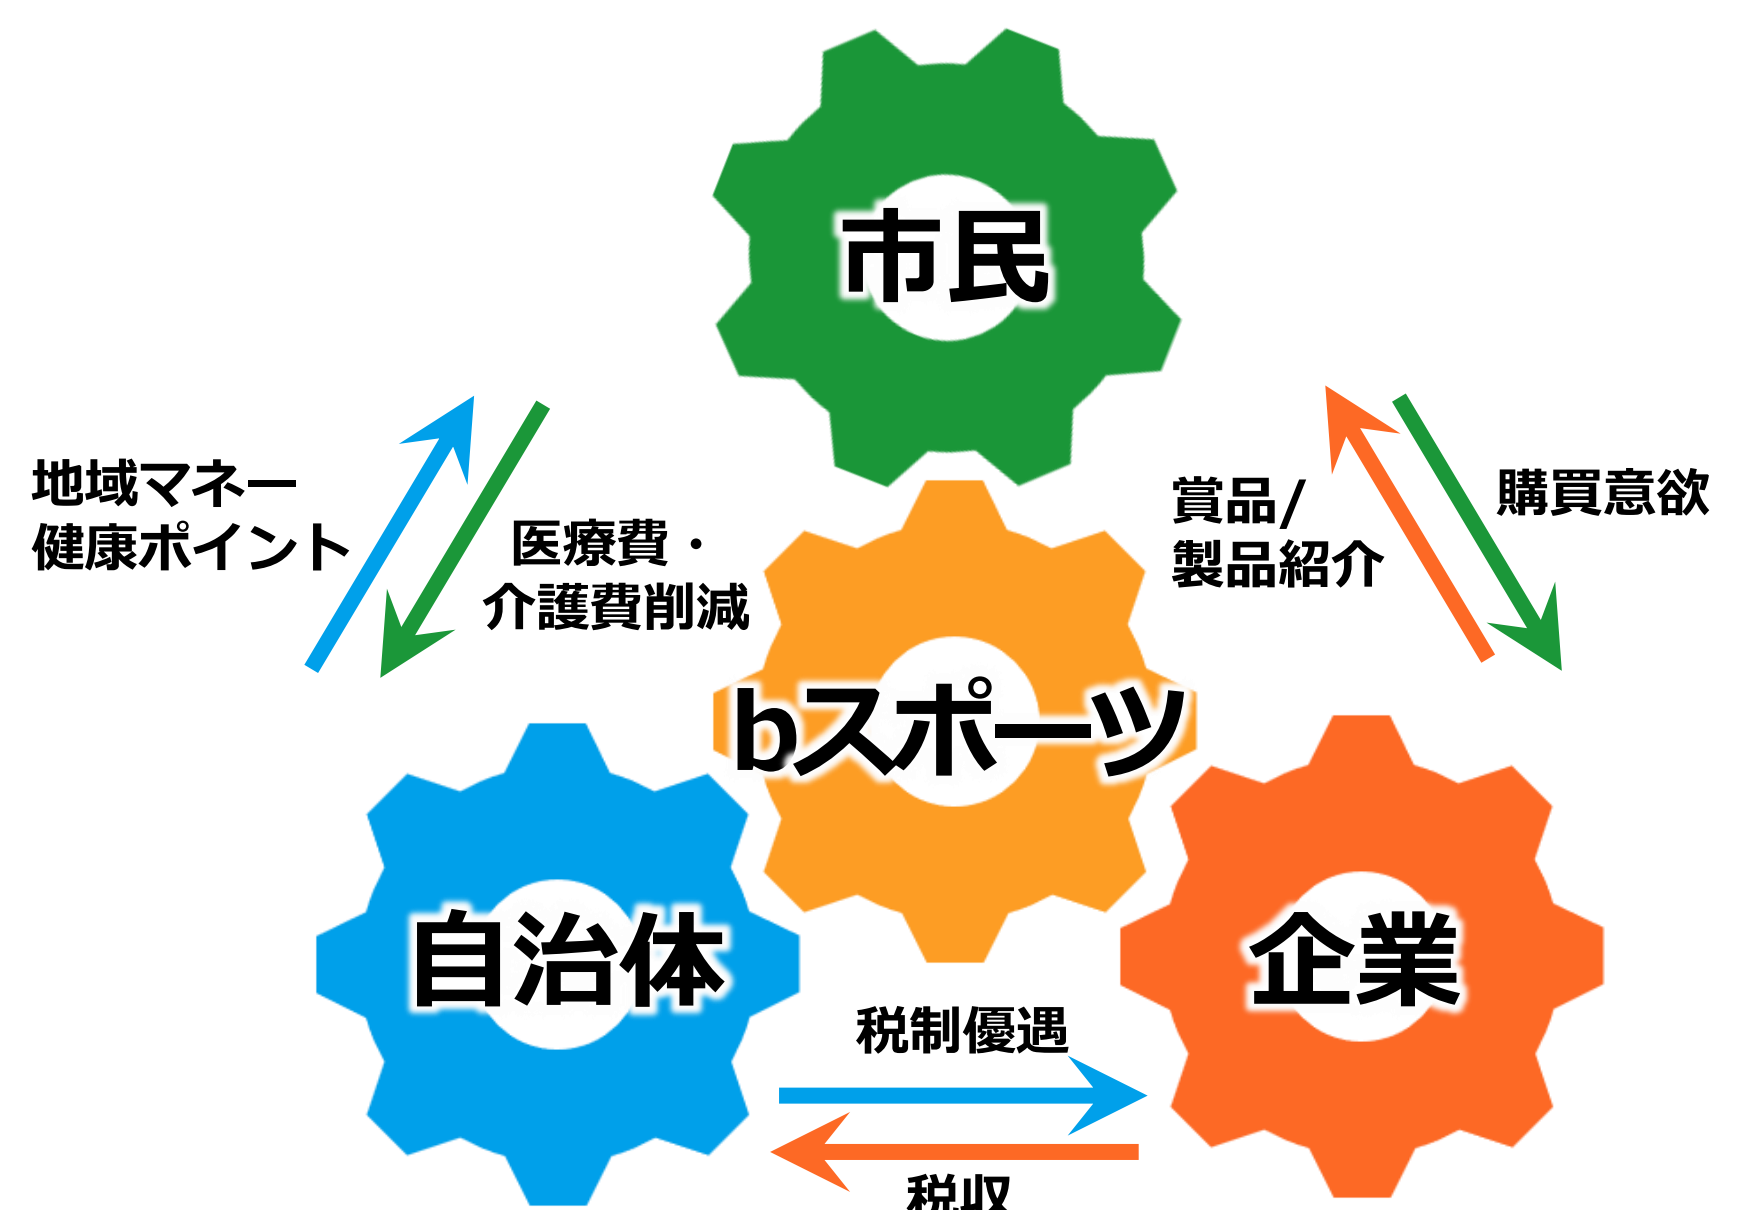 市民
地域マネー
健康ポイント
医療費・
介護費削減
賞品/
製品紹介
購買意欲
bスポーツ
自治体
企業
税制優遇
税収